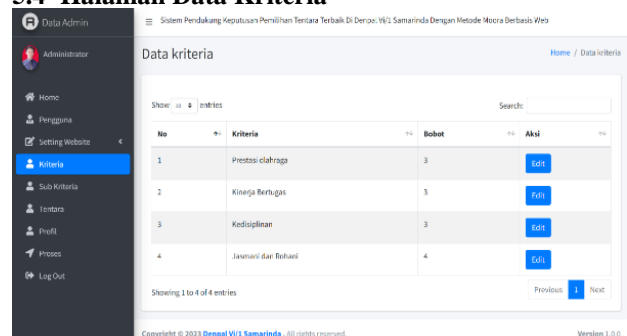 5.4 Halaman Data Kriteria
Data Admin
Sistem Pendukung Keputusan Pemilihan Tentara Terbaik Di Denpal VI/1 Samarinda Dengan Metode Moora Berbasis Web
Administrator
Data kriteria
Home / Data kriteria
Home
Pengguna
Setting Website
Kriteria
Sub Kriteria
Tentara
Profil
Proses
Log Out
Show 10 entries
Search:
No Kriteria Bobot Aksi
1 Prestasi olahraga 3 Edit
2 Kinerja Bertugas 3 Edit
3 Kedisiplinan 3 Edit
4 Jasmani dan Rohani 4 Edit
Showing 1 to 4 of 4 entries
Previous 1 Next
Copyright © 2023 Denpal VI/1 Samarinda . All rights reserved.
Version 1.0.0